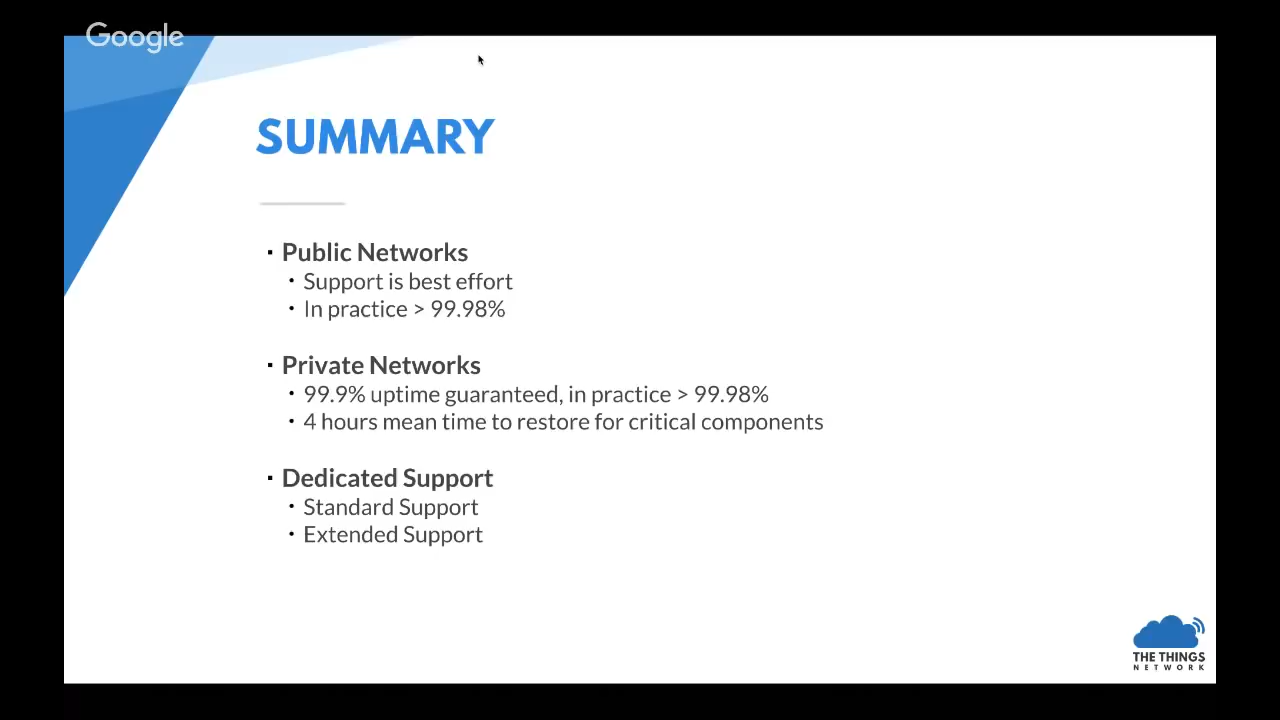 Google
SUMMARY
▪ Public Networks
• Support is best effort
• In practice > 99.98%
▪ Private Networks
• 99.9% uptime guaranteed, in practice > 99.98%
• 4 hours mean time to restore for critical components
▪ Dedicated Support
• Standard Support
• Extended Support
THE THINGS
NETWORK